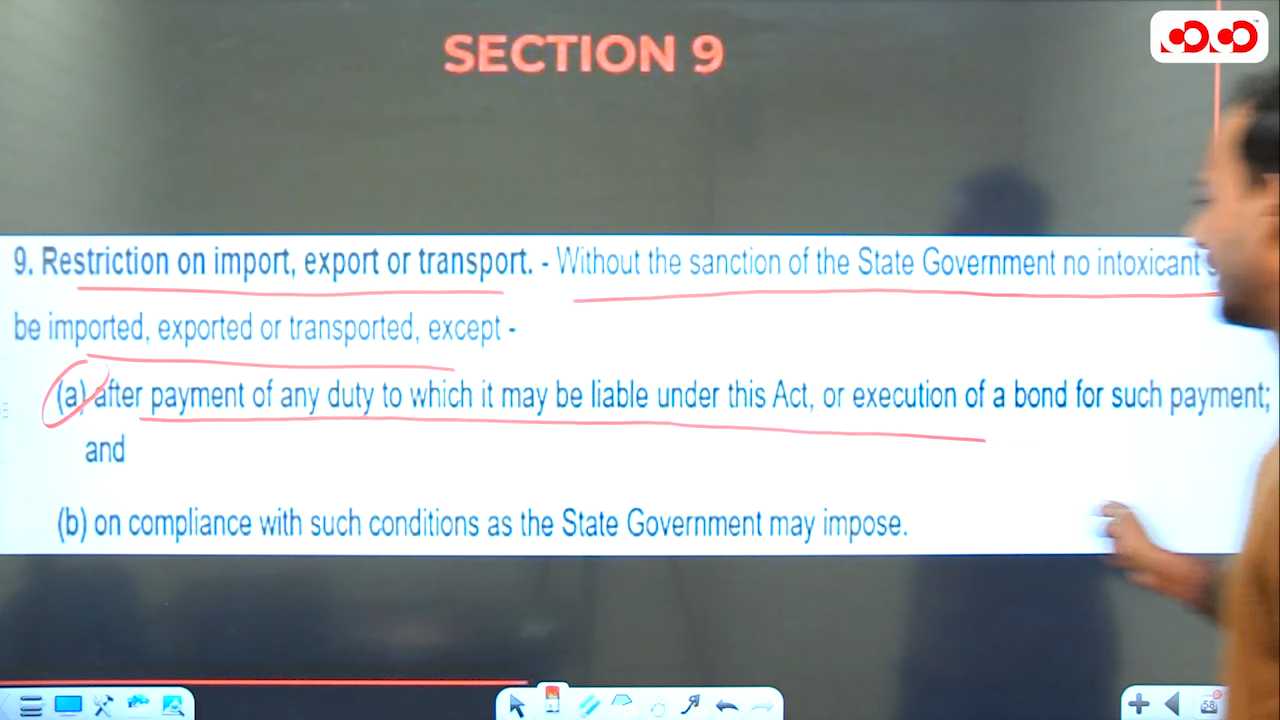 SECTION 9
9. Restriction on import, export or transport. - Without the sanction of the State Government no intoxicant
be imported, exported or transported, except -
(a) after payment of any duty to which it may be liable under this Act, or execution of a bond for such payment;
and
(b) on compliance with such conditions as the State Government may impose.
58